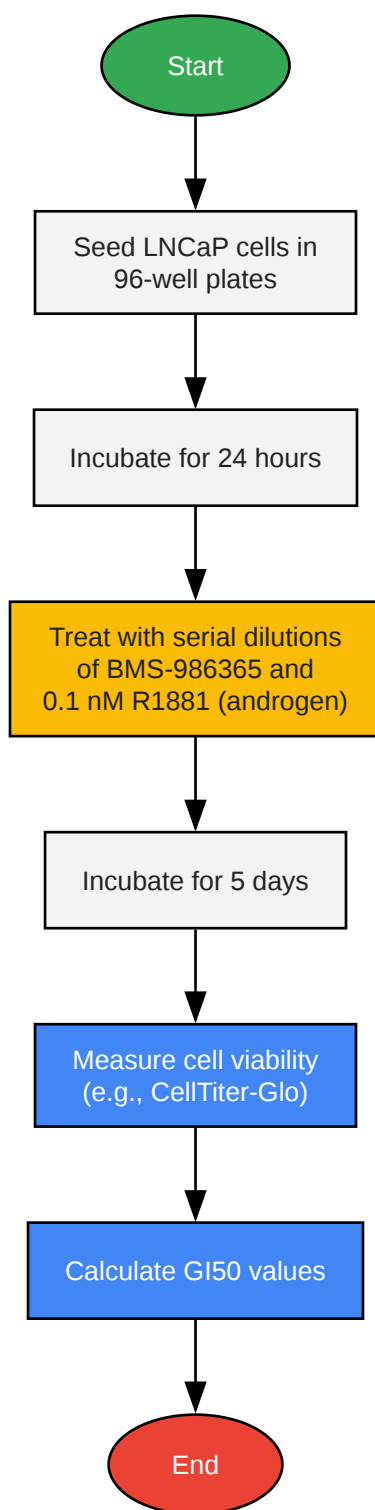 Start
Seed LNCaP cells in
96-well plates
Incubate for 24 hours
Treat with serial dilutions
of BMS-986365 and
0.1 nM R1881 (androgen)
Incubate for 5 days
Measure cell viability
(e.g., CellTiter-Glo)
Calculate GI50 values
End